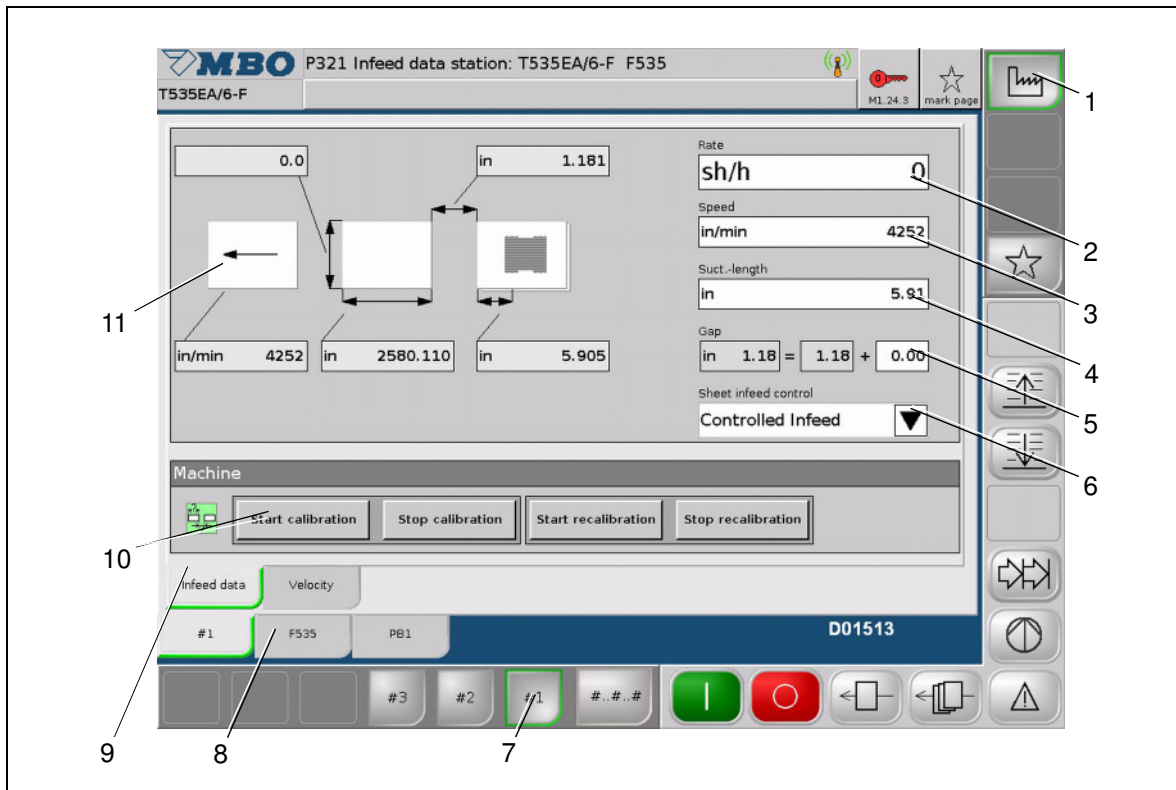 MBO P321 Infeed data station: T535EA/6-F F535
T535EA/6-F
M1.24.3
mark page
1
0.0
in 1.181
Rate
sh/h 0
2
Speed
in/min 4252
3
Suct.-length
in 5.91
4
11
in/min 4252
in 2580.110
in 5.905
Gap
in 1.18 = 1.18 + 0.00
5
Sheet infeed control
Controlled Infeed
6
Machine
Start calibration
Stop calibration
Start recalibration
Stop recalibration
10
Infeed data
Velocity
#1
F535
PB1
D01513
#3
#2
#1
#..#..#
9
8
7